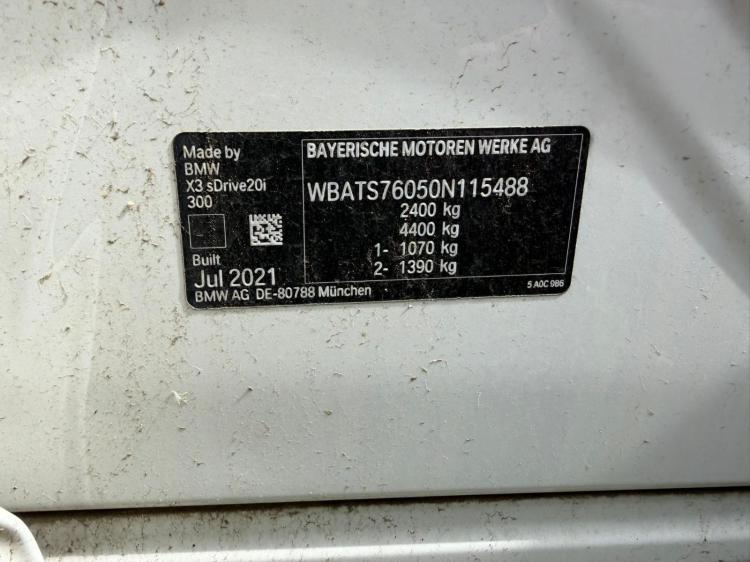 Made by
BMW
X3 sDrive20i
300
Built
Jul 2021
BMW AG DE-80788 München
BAYERISCHE MOTOREN WERKE AG
WBATS76050N115488
2400 kg
4400 kg
1- 1070 kg
2- 1390 kg
5 A0C 9B6